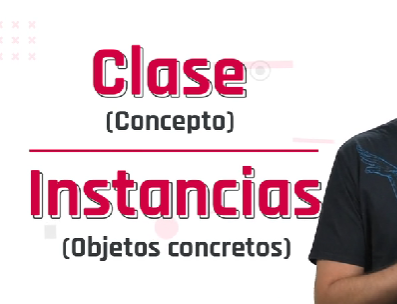 Clase
(Concepto)
Instancias
(Objetos concretos)